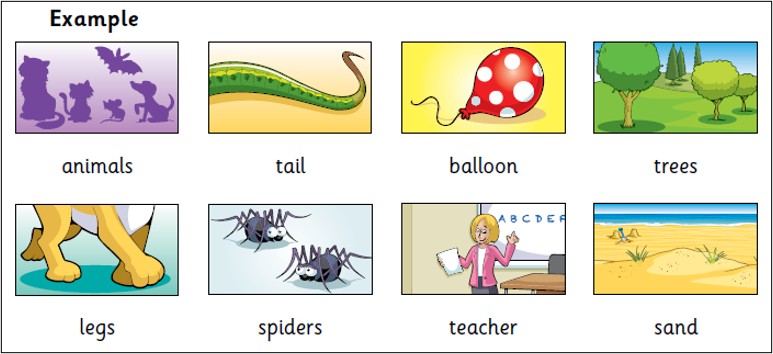 Example
animals tail balloon trees
A B C D E F
legs spiders teacher sand